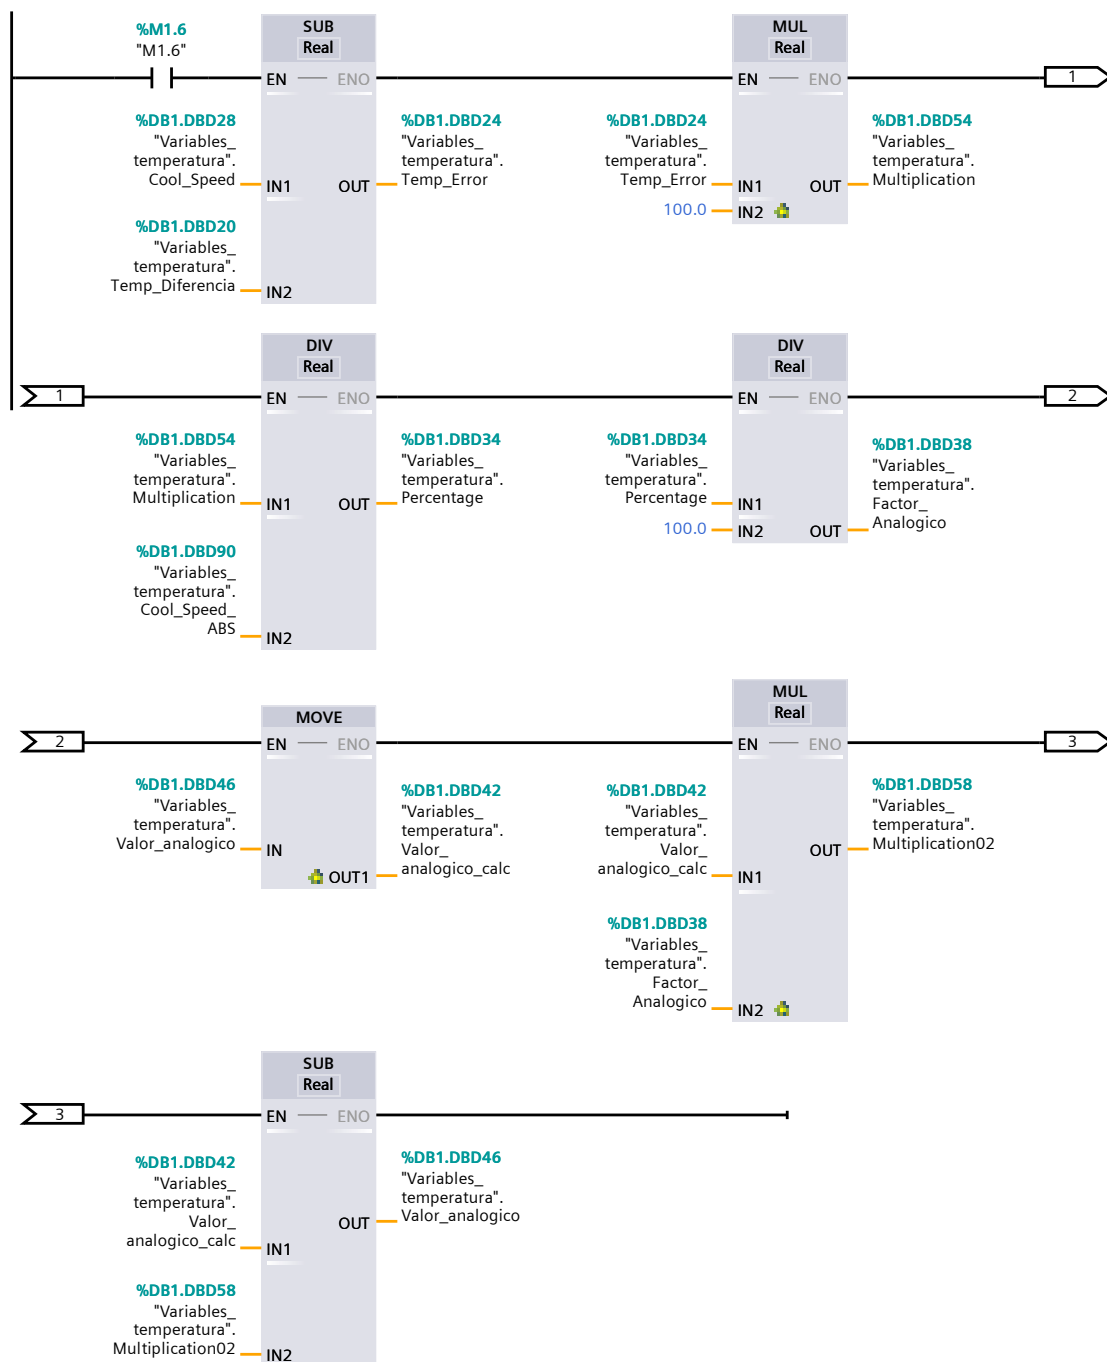 %M1.6
"M1.6"
SUB
Real
EN
ENO
%DB1.DBD28
"Variables_
temperatura".
Cool_Speed
IN1
%DB1.DBD20
"Variables_
temperatura".
Temp_Diferencia
IN2
OUT
%DB1.DBD24
"Variables_
temperatura".
Temp_Error
MUL
Real
EN
ENO
%DB1.DBD24
"Variables_
temperatura".
Temp_Error
IN1
100.0
IN2
OUT
%DB1.DBD54
"Variables_
temperatura".
Multiplication
1
1
DIV
Real
EN
ENO
%DB1.DBD54
"Variables_
temperatura".
Multiplication
IN1
%DB1.DBD90
"Variables_
temperatura".
Cool_Speed_
ABS
IN2
OUT
%DB1.DBD34
"Variables_
temperatura".
Percentage
DIV
Real
EN
ENO
%DB1.DBD34
"Variables_
temperatura".
Percentage
IN1
100.0
IN2
OUT
%DB1.DBD38
"Variables_
temperatura".
Factor_
Analogico
2
2
MOVE
EN
ENO
%DB1.DBD46
"Variables_
temperatura".
Valor_analogico
IN
OUT1
%DB1.DBD42
"Variables_
temperatura".
Valor_
analogico_calc
MUL
Real
EN
ENO
%DB1.DBD42
"Variables_
temperatura".
Valor_
analogico_calc
IN1
%DB1.DBD38
"Variables_
temperatura".
Factor_
Analogico
IN2
OUT
%DB1.DBD58
"Variables_
temperatura".
Multiplication02
3
3
SUB
Real
EN
ENO
%DB1.DBD42
"Variables_
temperatura".
Valor_
analogico_calc
IN1
%DB1.DBD58
"Variables_
temperatura".
Multiplication02
IN2
OUT
%DB1.DBD46
"Variables_
temperatura".
Valor_analogico